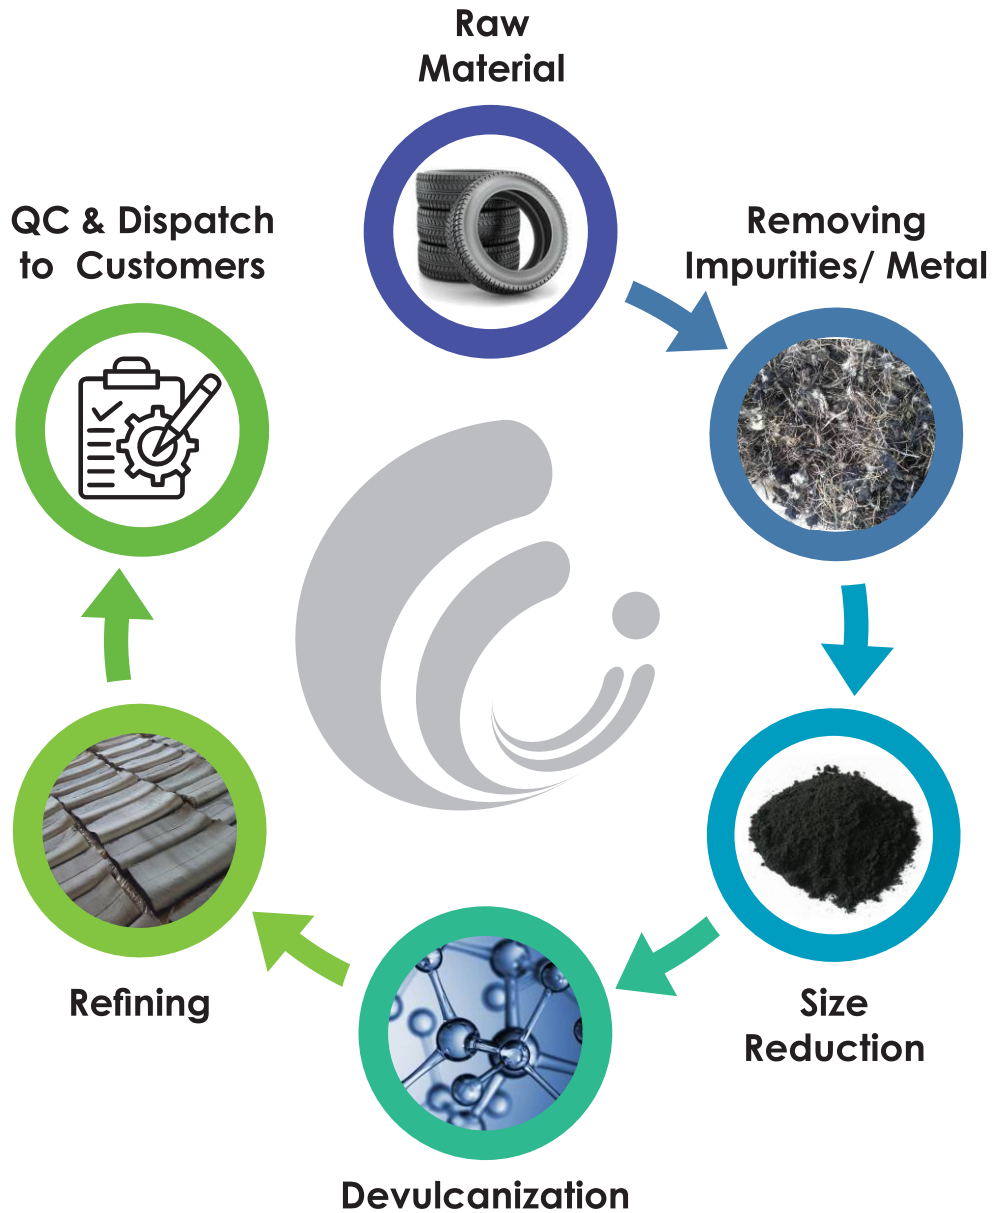 Raw
Material
Removing
Impurities/ Metal
Size
Reduction
Devulcanization
Refining
QC & Dispatch
to  Customers